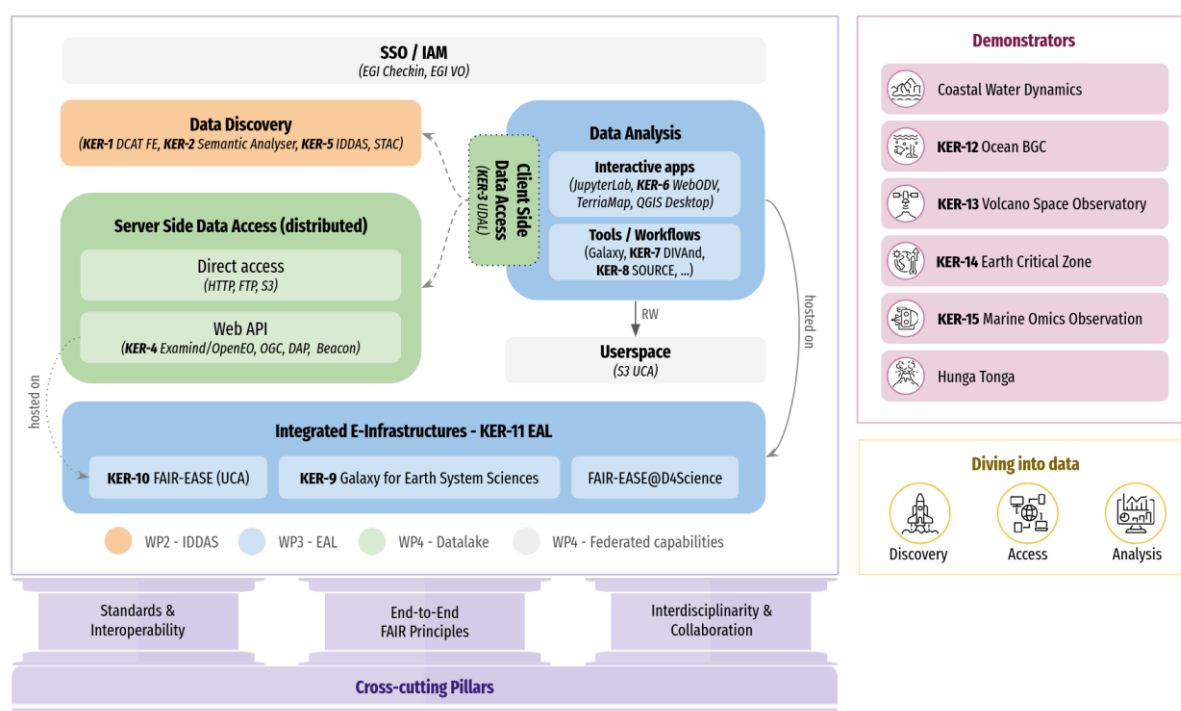 SSO / IAM
(EGI Checkin, EGI VO)
Data Discovery
(KER-1 DCAT FE, KER-2 Semantic Analyser, KER-5 IDDAS, STAC)
Server Side Data Access (distributed)
Direct access
(HTTP, FTP, S3)
Web API
(KER-4 Examind/OpenEO, OGC, DAP, Beacon)
Client Side
Data Access
(KER-3 UDAL)
Data Analysis
Interactive apps
(JupyterLab, KER-6 WebODV,
TerriaMap, QGIS Desktop)
Tools / Workflows
(Galaxy, KER-7 DIVAnd,
KER-8 SOURCE, ...)
RW
Userspace
(S3 UCA)
hosted on
hosted on
Integrated E-Infrastructures - KER-11 EAL
KER-10 FAIR-EASE (UCA)
KER-9 Galaxy for Earth System Sciences
FAIR-EASE@D4Science
WP2 - IDDAS
WP3 - EAL
WP4 - Datalake
WP4 - Federated capabilities
Standards &
Interoperability
End-to-End
FAIR Principles
Interdisciplinarity &
Collaboration
Cross-cutting Pillars
Demonstrators
Coastal Water Dynamics
KER-12 Ocean BGC
KER-13 Volcano Space Observatory
KER-14 Earth Critical Zone
KER-15 Marine Omics Observation
Hunga Tonga
Diving into data
Discovery
Access
Analysis